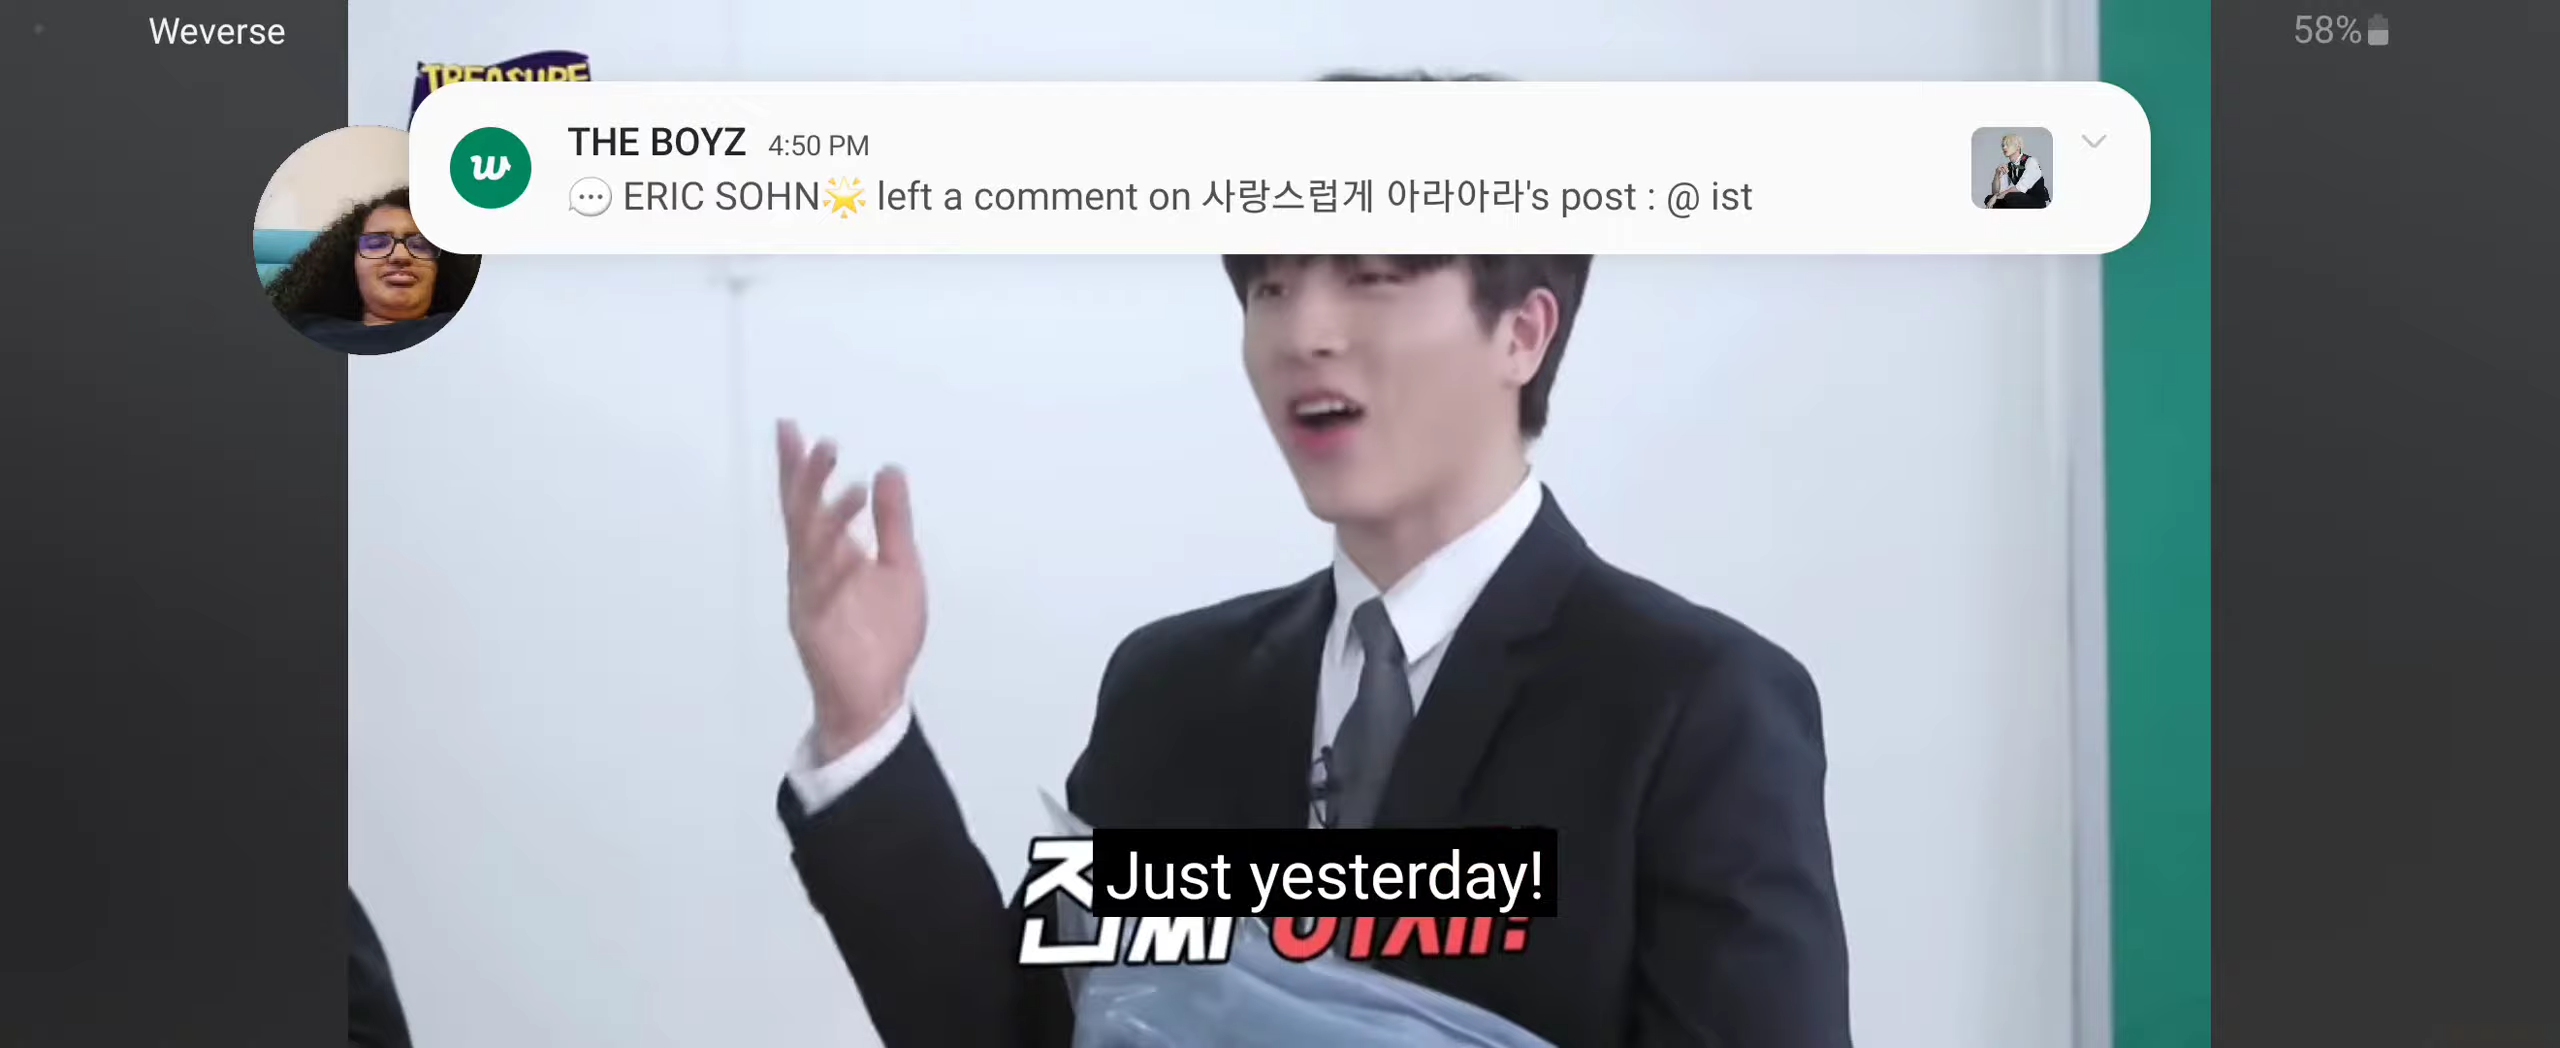 Weverse
58%
TREASURE
THE BOYZ 4:50 PM
💬 ERIC SOHN🌟 left a comment on 사랑스럽게 아라아라's post : @ ist
Just yesterday!